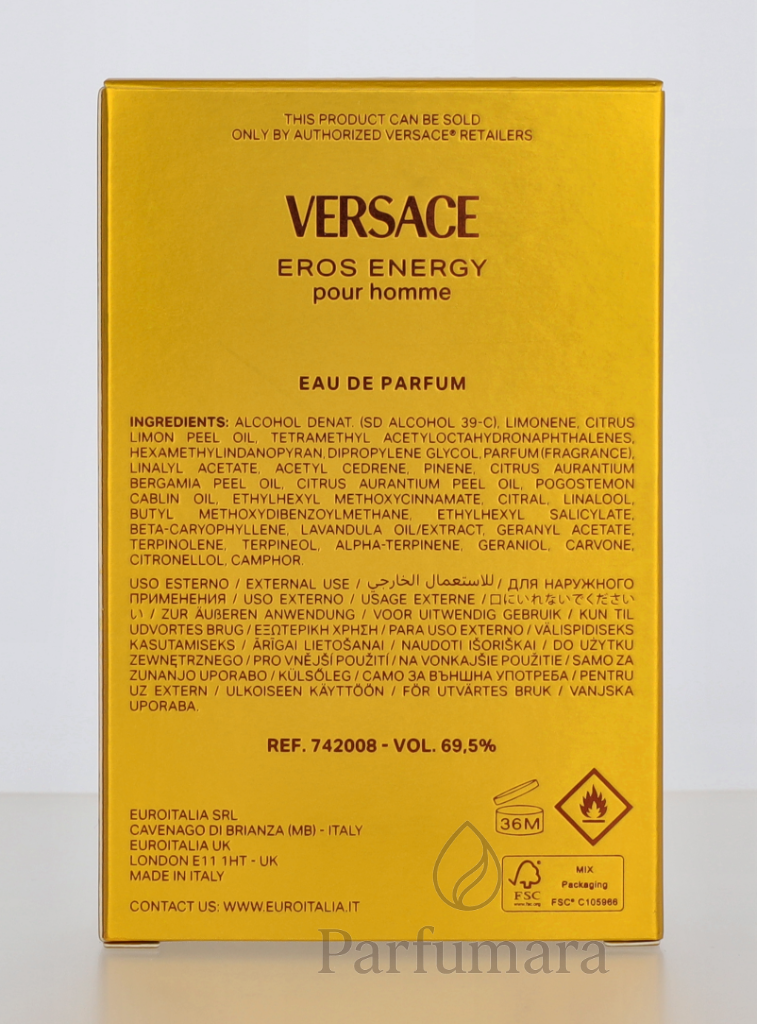 THIS PRODUCT CAN BE SOLD
ONLY BY AUTHORIZED VERSACE® RETAILERS
VERSACE
EROS ENERGY
pour homme
EAU DE PARFUM
INGREDIENTS: ALCOHOL DENAT. (SD ALCOHOL 39-C), LIMONENE, CITRUS
LIMON PEEL OIL, TETRAMETHYL ACETYLOCTAHYDRONAPHTHALENES,
HEXAMETHYLINDANOPYRAN, DIPROPYLENE GLYCOL, PARFUM (FRAGRANCE),
LINALYL ACETATE, ACETYL CEDRENE, PINENE, CITRUS AURANTIUM
BERGAMIA PEEL OIL, CITRUS AURANTIUM PEEL OIL, POGOSTEMON
CABLIN OIL, ETHYLHEXYL METHOXYCINNAMATE, CITRAL, LINALOOL,
BUTYL METHOXYDIBENZOYLMETHANE, ETHYLHEXYL SALICYLATE,
BETA-CARYOPHYLLENE, LAVANDULA OIL/EXTRACT, GERANYL ACETATE,
TERPINOLENE, TERPINEOL, ALPHA-TERPINENE, GERANIOL, CARVONE,
CITRONELLOL, CAMPHOR.
USO ESTERNO / EXTERNAL USE / للاستعمال الخارجي / ДЛЯ НАРУЖНОГО
ПРИМЕНЕНИЯ / USO EXTERNO / USAGE EXTERNE / 口にいれないでくださ
い / ZUR ÄUßEREN ANWENDUNG / VOOR UITWENDIG GEBRUIK / KUN TIL
UDVORTES BRUG / ΕΞΩΤΕΡΙΚΗ ΧΡΗΣΗ / PARA USO EXTERNO / VÄLISPIDISEKS
KASUTAMISEKS / ĀRĪGAI LIETOŠANAI / NAUDOTI IŠORIŠKAI / DO UŻYTKU
ZEWNĘTRZNEGO / PRO VNĚJŠÍ POUŽITÍ / NA VONKAJŠIE POUŽITIE / SAMO ZA
ZUNANJO UPORABO / KÜLSŐLEG / САМО ЗА ВЪНШНА УПОТРЕБА / PENTRU
UZ EXTERN / ULKOISEEN KÄYTTÖÖN / FÖR UTVÄRTES BRUK / VANJSKA
UPORABA.
REF. 742008 - VOL. 69,5%
EUROITALIA SRL
CAVENAGO DI BRIANZA (MB) - ITALY
EUROITALIA UK
LONDON E11 1HT - UK
MADE IN ITALY
CONTACT US: WWW.EUROITALIA.IT
36M
FSC
www.fsc.org
MIX
Packaging
FSC® C105966
Parfumara